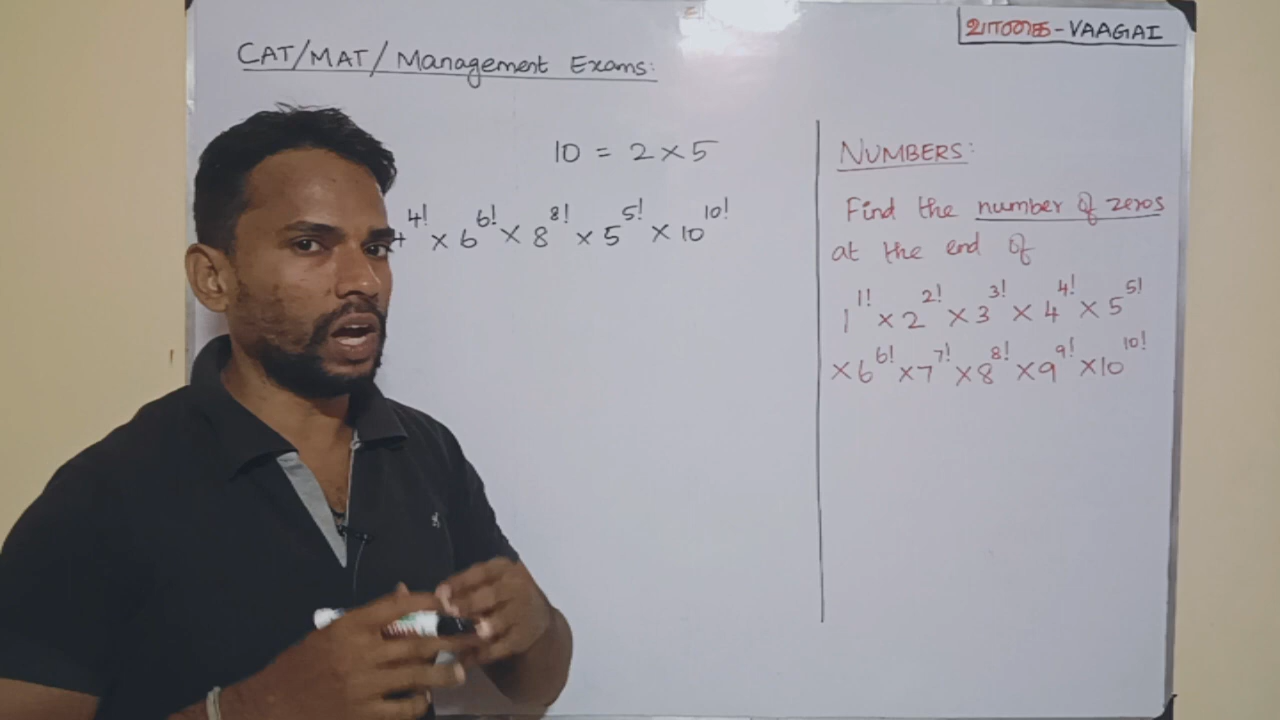 CAT/MAT/Management Exams:
வாகை-VAAGAI
10 = 2×5
4^4! × 6^6! × 8^8! × 5^5! × 10^10!
NUMBERS:
Find the number of zeros
at the end of
1^1! × 2^2! × 3^3! × 4^4! × 5^5!
× 6^6! × 7^7! × 8^8! × 9^9! × 10^10!